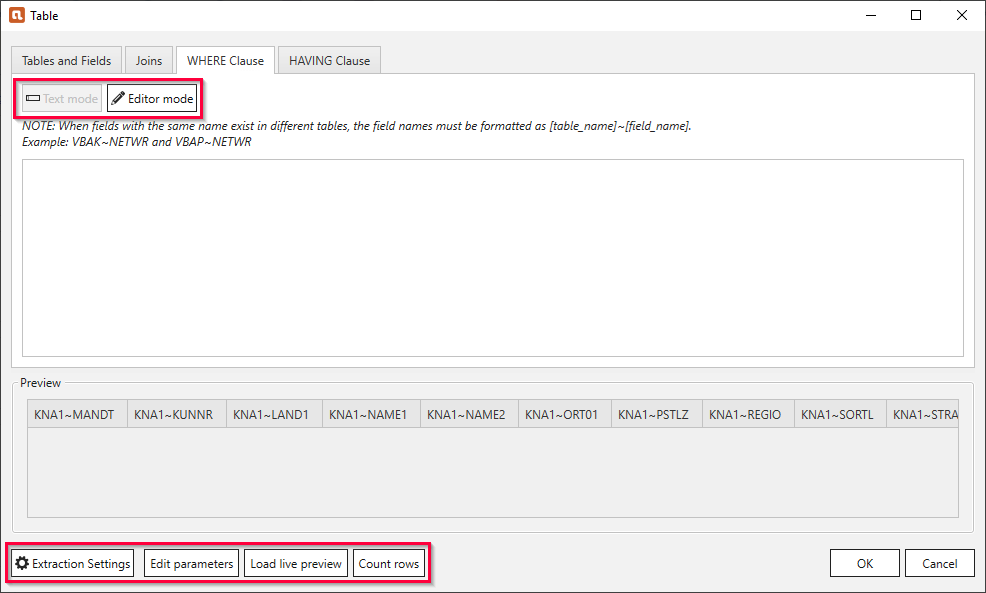 Table
Tables and Fields Joins WHERE Clause HAVING Clause
Text mode Editor mode
NOTE: When fields with the same name exist in different tables, the field names must be formatted as [table_name]~[field_name].
Example: VBAK~NETWR and VBAP~NETWR
Preview
KNA1~MANDT KNA1~KUNNR KNA1~LAND1 KNA1~NAME1 KNA1~NAME2 KNA1~ORT01 KNA1~PSTLZ KNA1~REGIO KNA1~SORTL KNA1~STRA
Extraction Settings Edit parameters Load live preview Count rows OK Cancel